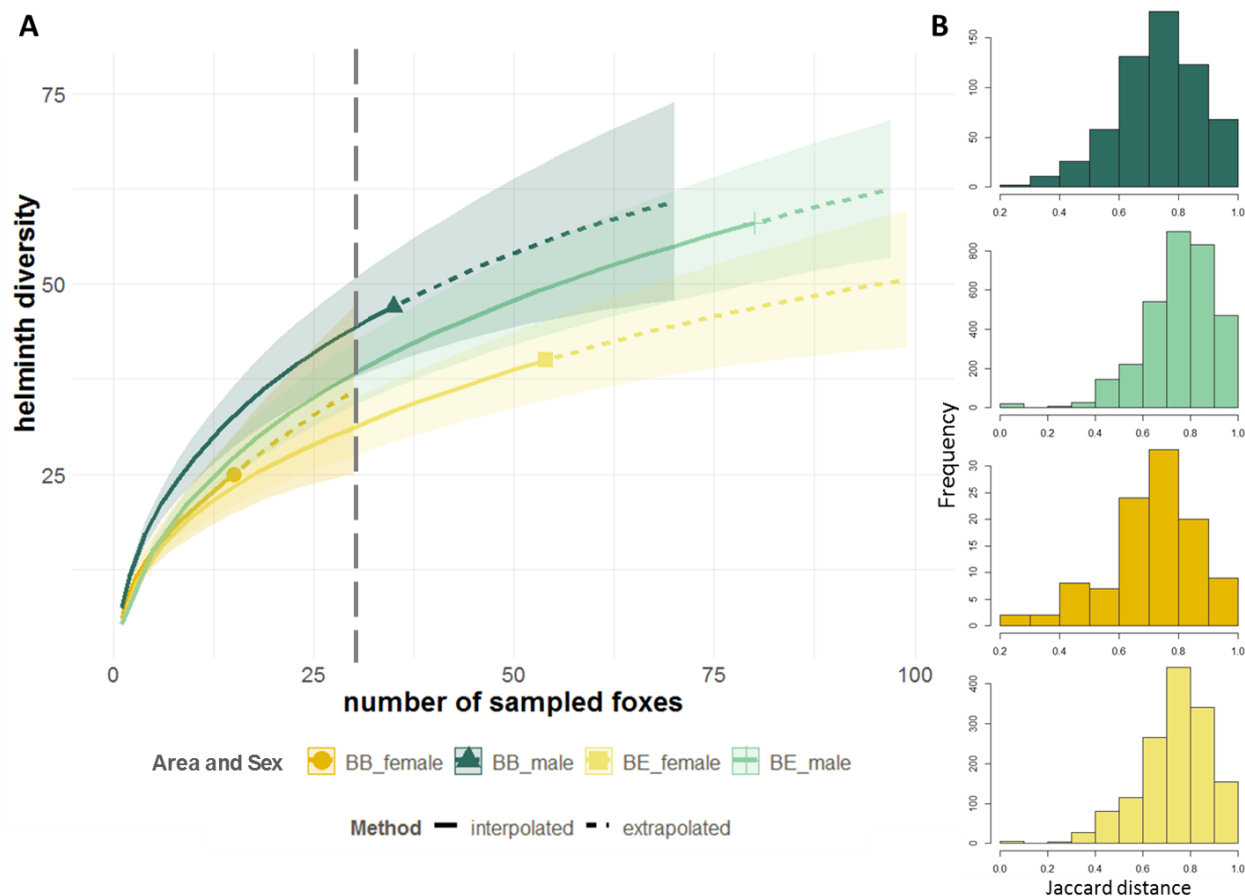 A
B
helminth diversity
75
50
25
0
25
50
75
100
number of sampled foxes
Area and Sex BB_female BB_male BE_female BE_male
Method interpolated extrapolated
Frequency
150
100
50
0
0.2 0.4 0.6 0.8 1.0
800
600
400
200
0
0.0 0.2 0.4 0.6 0.8 1.0
30
25
20
15
10
5
0
0.2 0.4 0.6 0.8 1.0
400
300
200
100
0
0.0 0.2 0.4 0.6 0.8 1.0
Jaccard distance